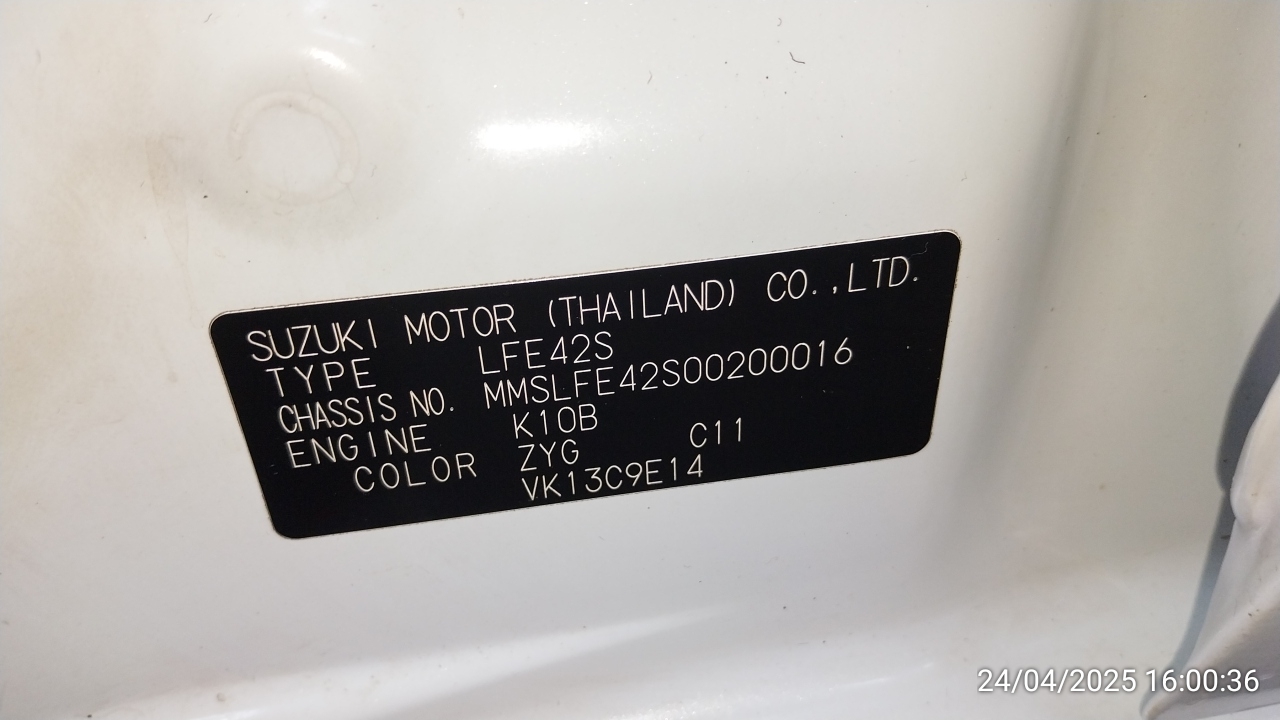 SUZUKI MOTOR (THAILAND) CO.,LTD.
TYPE LFE42S
CHASSIS NO. MMSLFE42S00200016
ENGINE K10B
COLOR ZYG C11
VK13C9E14
24/04/2025 16:00:36